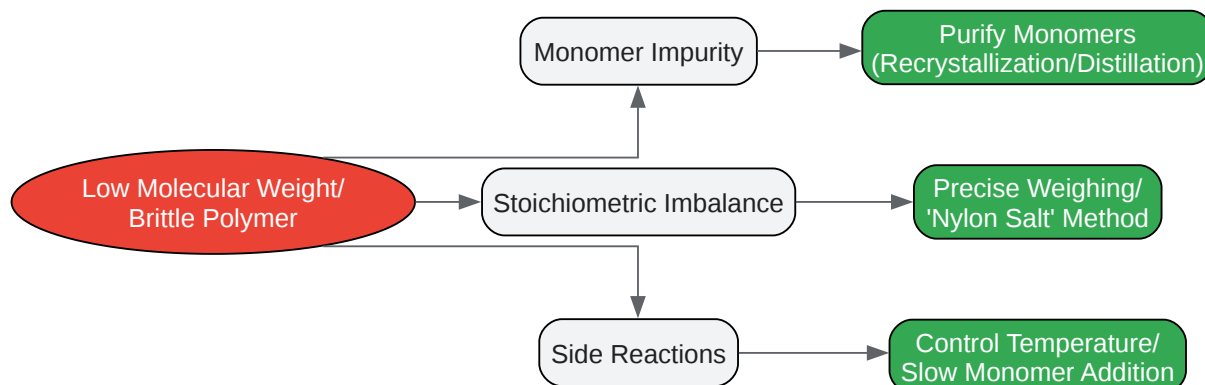 Monomer Impurity
Purify Monomers
(Recrystallization/Distillation)
Low Molecular Weight/
Brittle Polymer
Stoichiometric Imbalance
Precise Weighing/
'Nylon Salt' Method
Side Reactions
Control Temperature/
Slow Monomer Addition